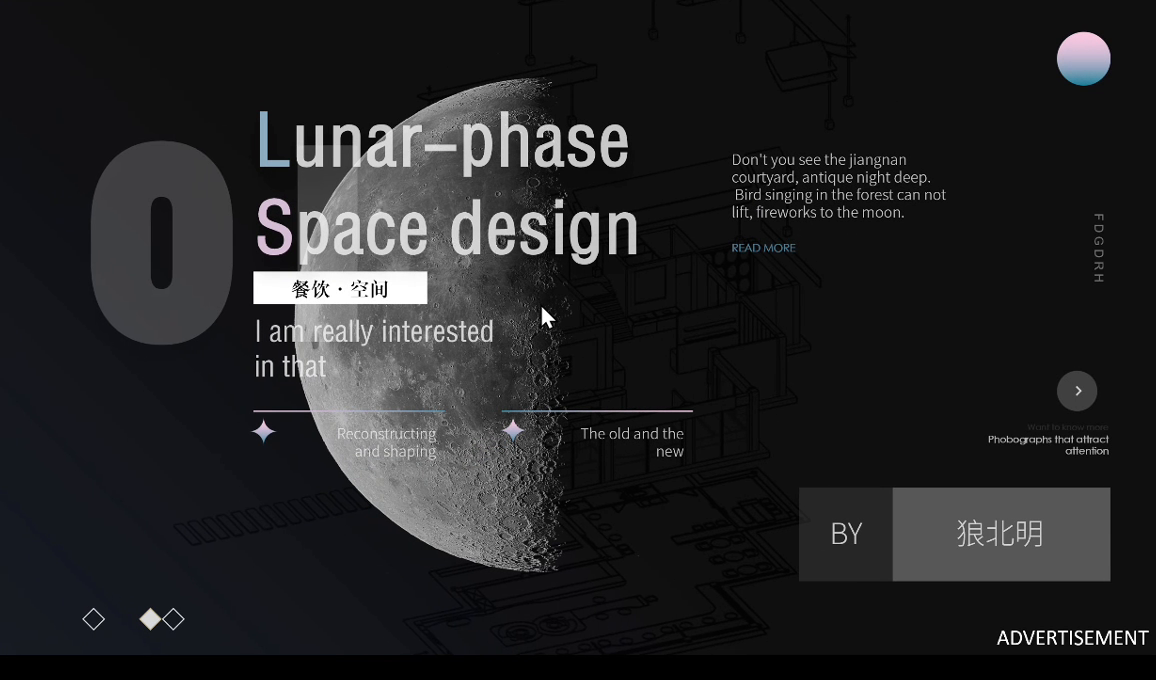 01
Lunar-phase
Space design
餐饮·空间
I am really interested
in that
Reconstructing
and shaping
The old and the
new
Don't you see the jiangnan
courtyard, antique night deep.
Bird singing in the forest can not
lift, fireworks to the moon.
READ MORE
FDGDRH
Want to know more
Phobographs that attract
attention
BY
狼北明
ADVERTISEMENT